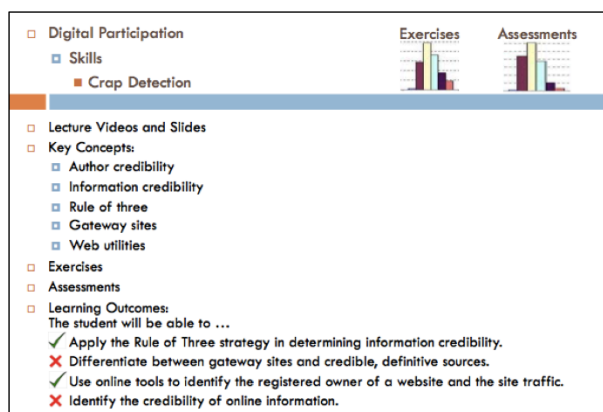 Digital Participation
Exercises
Assessments
Skills
Crap Detection
Lecture Videos and Slides
Key Concepts:
Author credibility
Information credibility
Rule of three
Gateway sites
Web utilities
Exercises
Assessments
Learning Outcomes:
The student will be able to ...
Apply the Rule of Three strategy in determining information credibility.
Differentiate between gateway sites and credible, definitive sources.
Use online tools to identify the registered owner of a website and the site traffic.
Identify the credibility of online information.